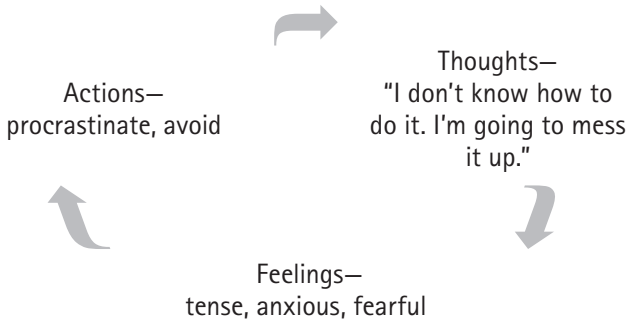 Thoughts—
"I don't know how to
do it. I'm going to mess
it up."
Actions—
procrastinate, avoid
Feelings—
tense, anxious, fearful